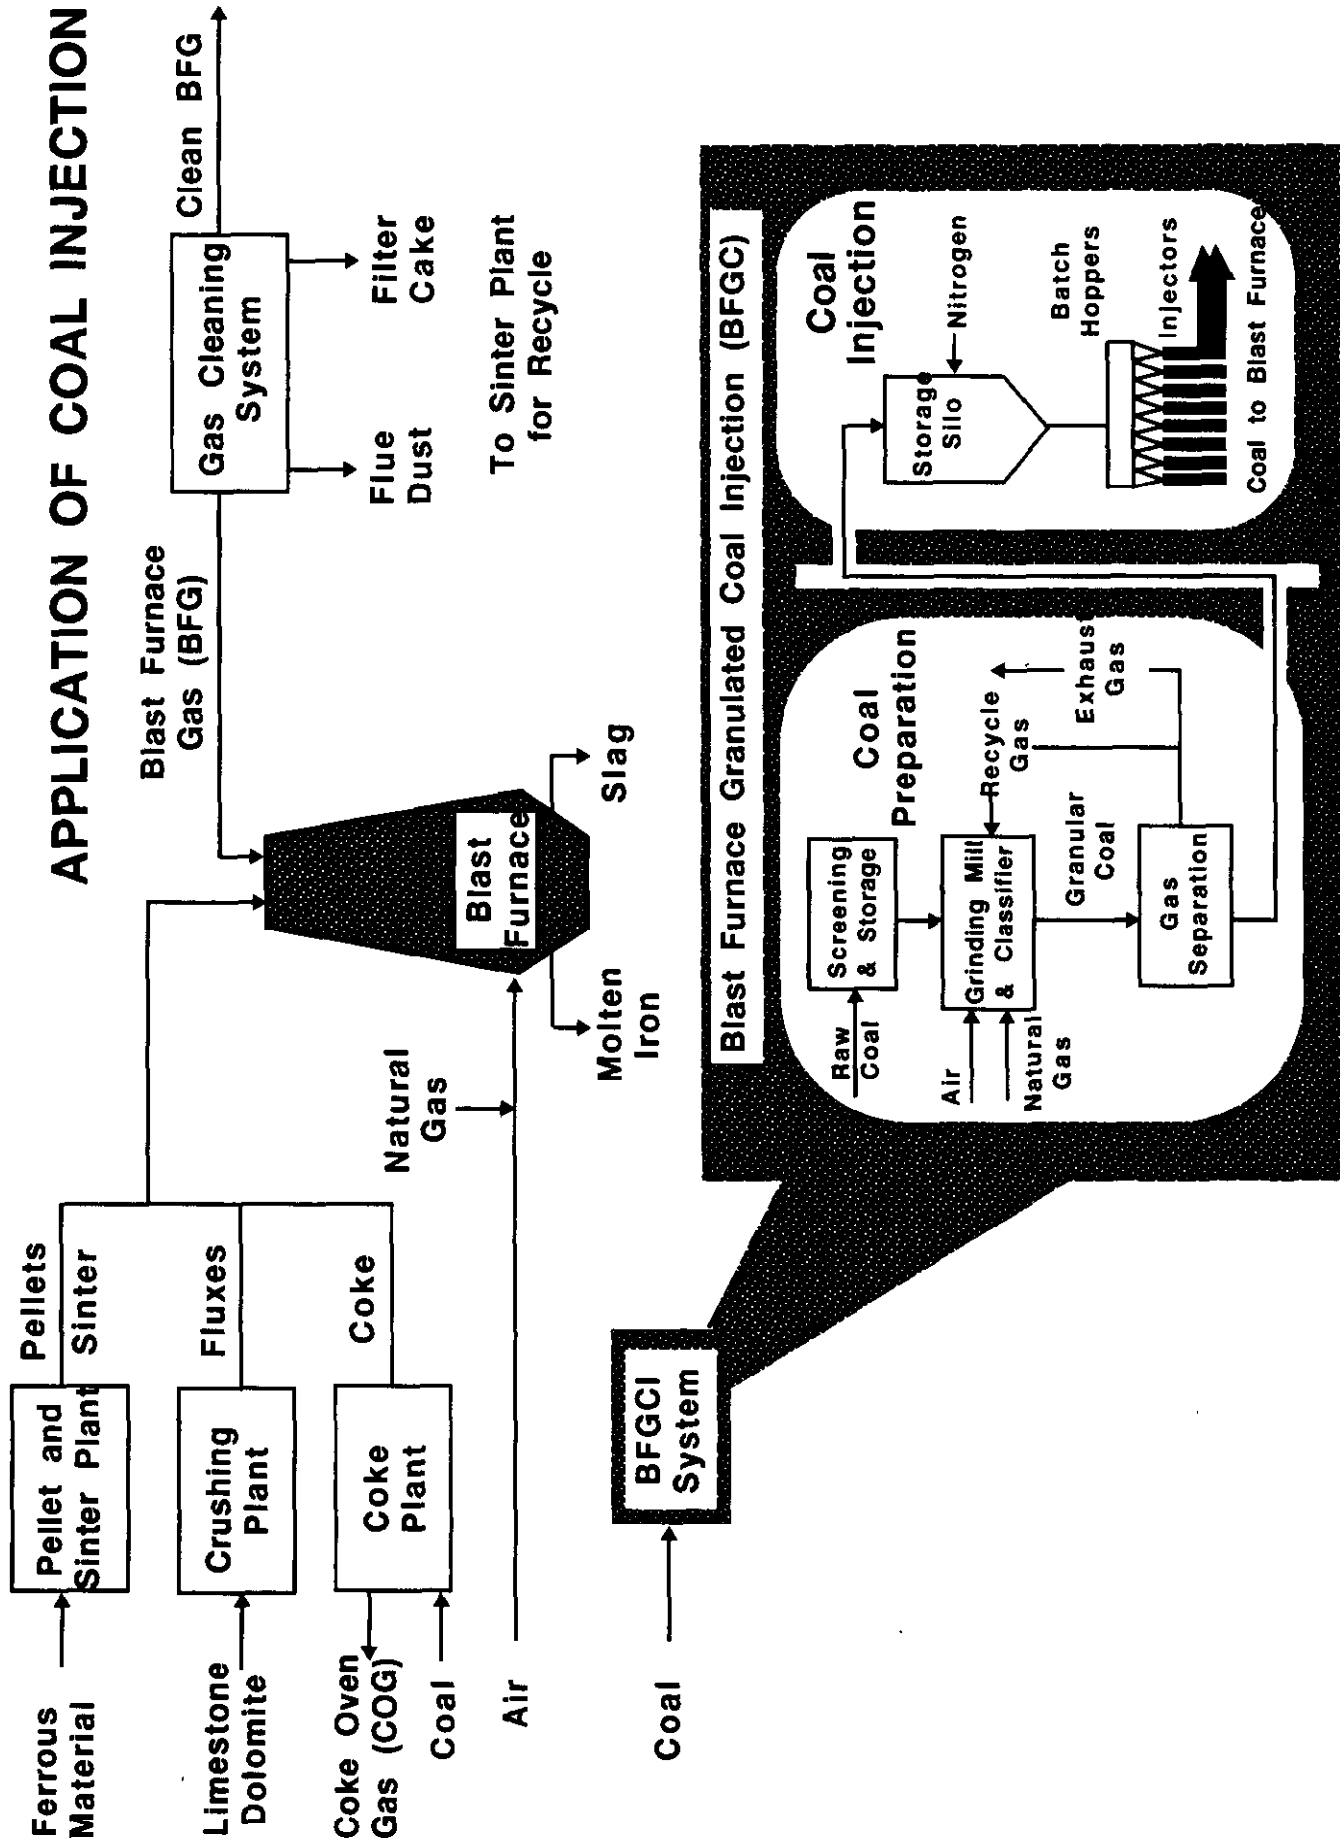 APPLICATION OF COAL INJECTION
Ferrous
Material
Pellet and
Sinter Plant
Pellets
Sinter
Limestone
Dolomite
Crushing
Plant
Fluxes
Coke Oven
Gas (COG)
Coal
Coke
Plant
Coke
Air
Natural
Gas
Blast
Furnace
Molten
Iron
Slag
Blast Furnace
Gas (BFG)
Gas Cleaning
System
Clean BFG
Flue
Dust
Filter
Cake
To Sinter Plant
for Recycle
Coal
BFGCI
System
Blast Furnace Granulated Coal Injection (BFGC)
Coal
Preparation
Raw
Coal
Screening
& Storage
Air
Natural
Gas
Grinding Mill
& Classifier
Recycle
Gas
Granular
Coal
Exhaust
Gas
Gas
Separation
Coal
Injection
Storage
Silo
Nitrogen
Batch
Hoppers
Injectors
Coal to Blast Furnace